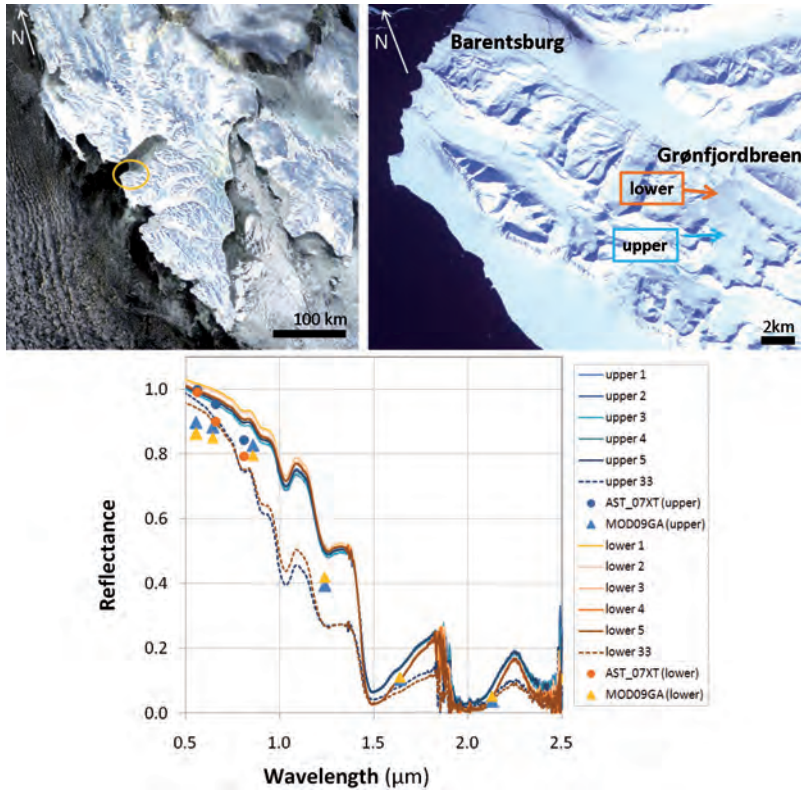 N
100 km
N
Barentsburg
Grønfjordbreen
lower
upper
2km
Reflectance
1.0
0.8
0.6
0.4
0.2
0.0
0.5
1.0
1.5
2.0
2.5
Wavelength (μm)
upper 1
upper 2
upper 3
upper 4
upper 5
upper 33
AST_07XT (upper)
MOD09GA (upper)
lower 1
lower 2
lower 3
lower 4
lower 5
lower 33
AST_07XT (lower)
MOD09GA (lower)